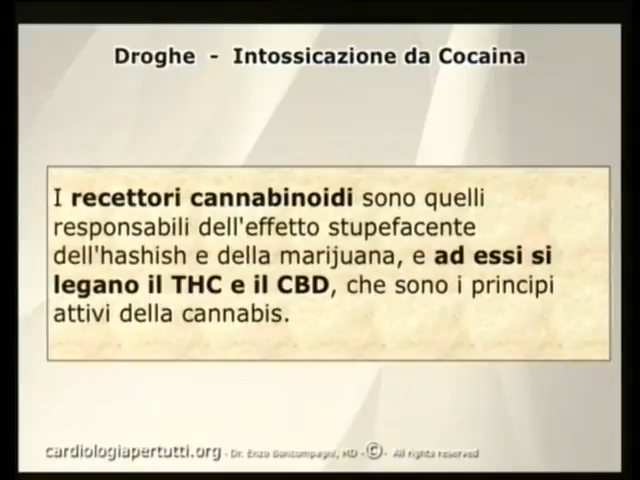 Droghe - Intossicazione da Cocaina
I recettori cannabinoidi sono quelli
responsabili dell'effetto stupefacente
dell'hashish e della marijuana, e ad essi si
legano il THC e il CBD, che sono i principi
attivi della cannabis.
cardiologiapertutti.org - Dr. Enzo Boncompagni, MD - © - All rights reserved